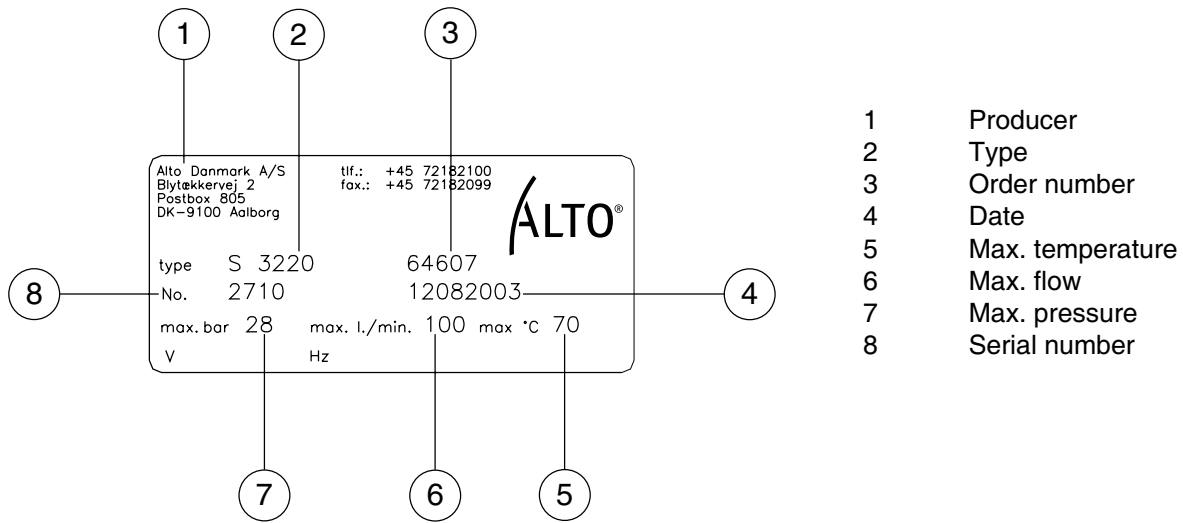 1 2 3
Alto Danmark A/S tlf.: +45 72182100
Blytækkervej 2 fax.: +45 72182099
Postbox 805
DK-9100 Aalborg
ALTO®
type S 3220 64607
8 No. 2710 12082003 4
max.bar 28 max. l./min. 100 max °C 70
V Hz
7 6 5
1 Producer
2 Type
3 Order number
4 Date
5 Max. temperature
6 Max. flow
7 Max. pressure
8 Serial number